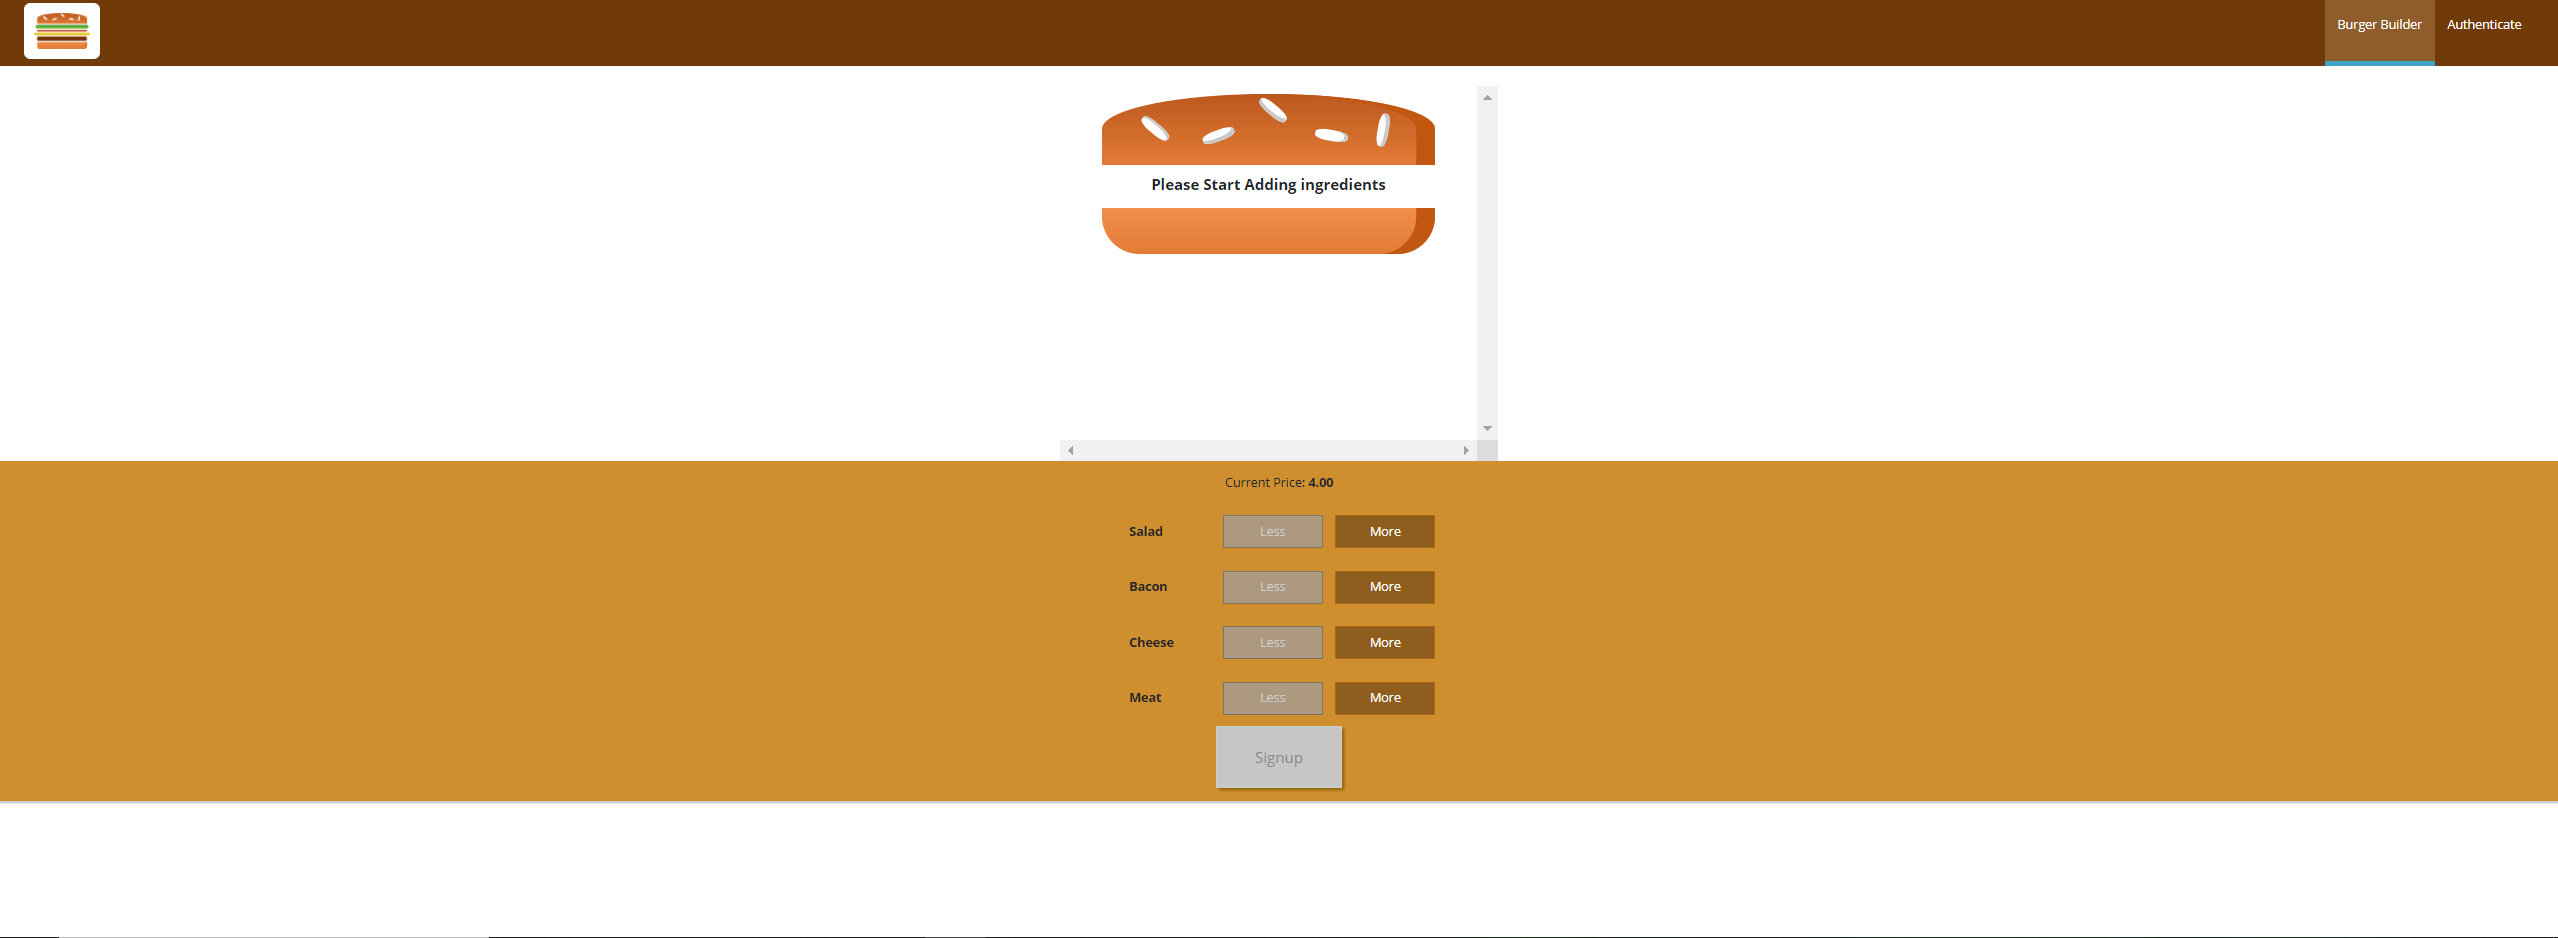 Burger Builder Authenticate
Please Start Adding ingredients
Current Price: 4.00
Salad Less More
Bacon Less More
Cheese Less More
Meat Less More
Signup